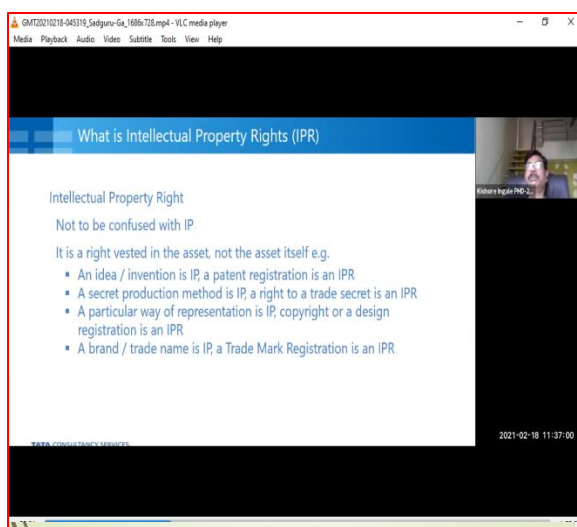 GMT20210218-045319_Sadguru-Ga_1686x728.mp4 - VLC media player
Media Playback Audio Video Subtitle Tools View Help
What is Intellectual Property Rights (IPR)
Kishore Ingale PHD-2...
Intellectual Property Right
Not to be confused with IP
It is a right vested in the asset, not the asset itself e.g.
▪ An idea / invention is IP, a patent registration is an IPR
▪ A secret production method is IP, a right to a trade secret is an IPR
▪ A particular way of representation is IP, copyright or a design
registration is an IPR
▪ A brand / trade name is IP, a Trade Mark Registration is an IPR
2021-02-18 11:37:00
TATA CONSULTANCY SERVICES